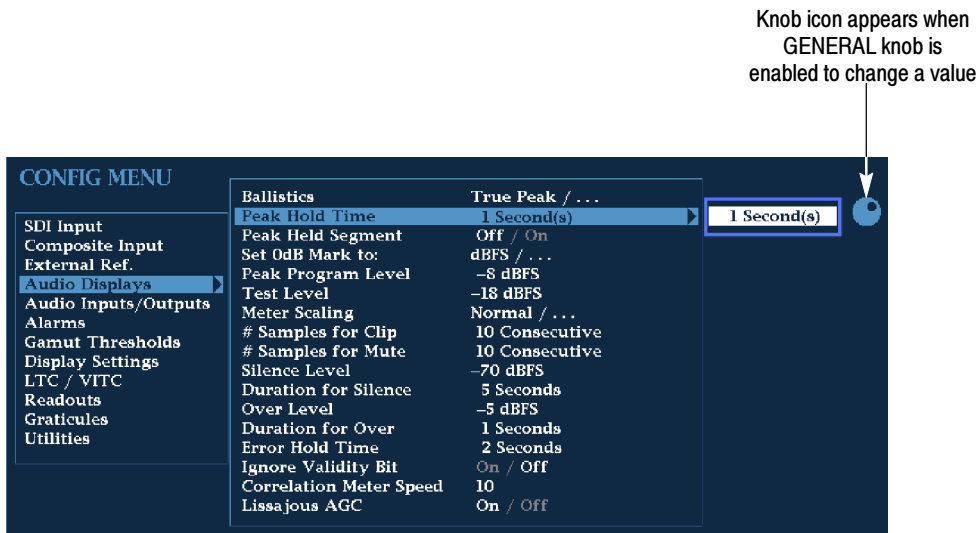 Knob icon appears when
GENERAL knob is
enabled to change a value
CONFIG MENU
SDI Input
Composite Input
External Ref.
Audio Displays
Audio Inputs/Outputs
Alarms
Gamut Thresholds
Display Settings
LTC / VITC
Readouts
Graticules
Utilities
Ballistics True Peak / ...
Peak Hold Time 1 Second(s)
Peak Held Segment Off / On
Set 0dB Mark to: dBFS / ...
Peak Program Level –8 dBFS
Test Level –18 dBFS
Meter Scaling Normal / ...
# Samples for Clip 10 Consecutive
# Samples for Mute 10 Consecutive
Silence Level –70 dBFS
Duration for Silence 5 Seconds
Over Level –5 dBFS
Duration for Over 1 Seconds
Error Hold Time 2 Seconds
Ignore Validity Bit On / Off
Correlation Meter Speed 10
Lissajous AGC On / Off
1 Second(s)